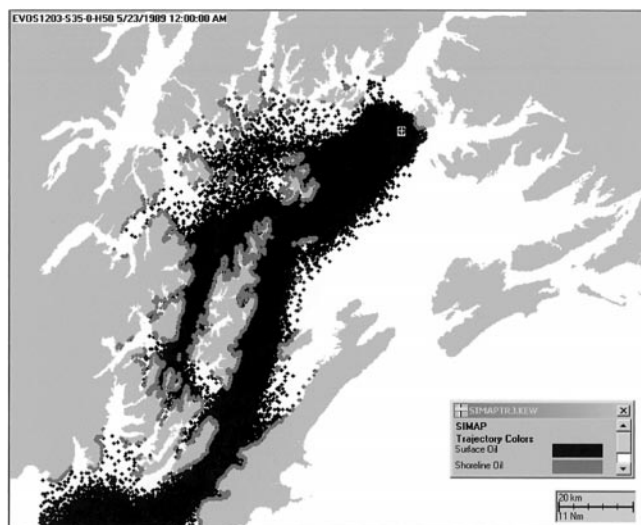 EVOS1203-S35-0-H50 5/23/1989 12:00:00 AM
SIMAPTR3.KEW
SIMAP
Trajectory Colors
Surface Oil
Shoreline Oil
20 km
11 Nm